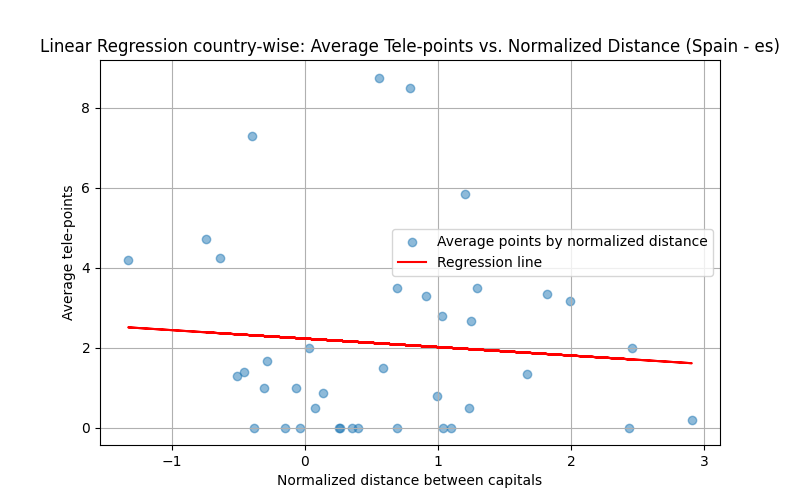 Linear Regression country-wise: Average Tele-points vs. Normalized Distance (Spain - es)
Average tele-points
8
6
4
2
0
Average points by normalized distance
Regression line
−1
0
1
2
3
Normalized distance between capitals